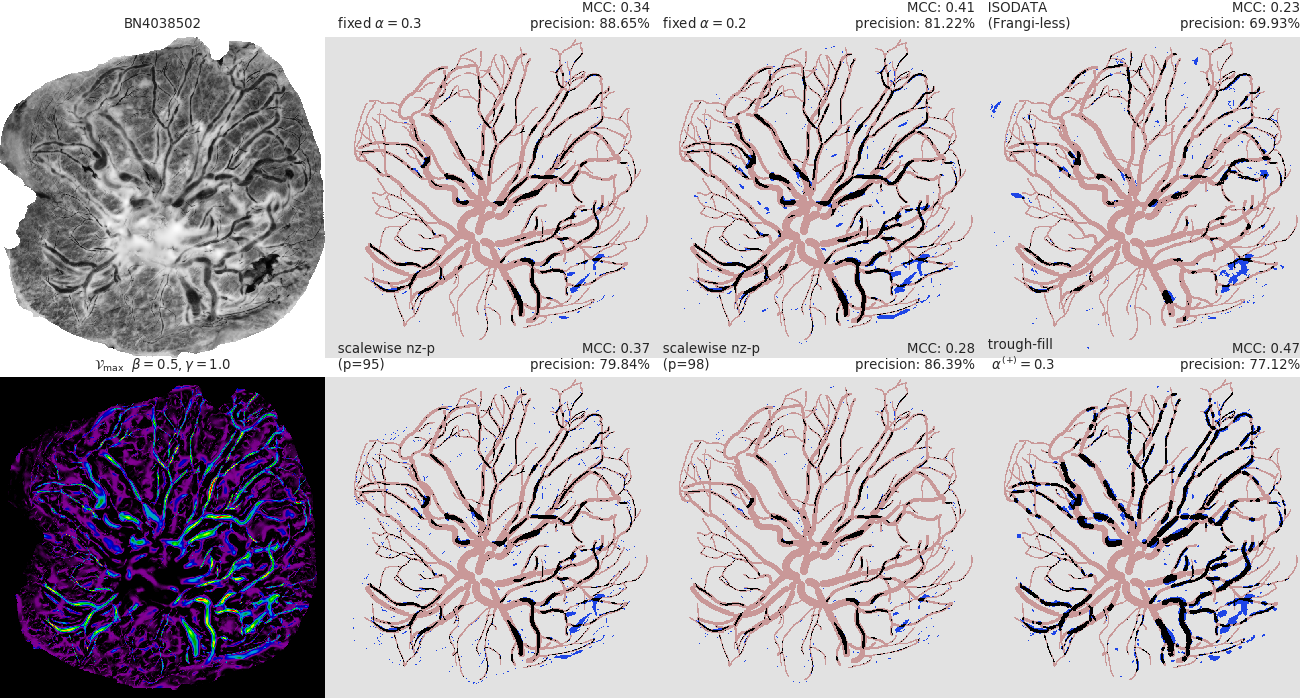 BN4038502
fixed α = 0.3
MCC: 0.34
precision: 88.65%
fixed α = 0.2
MCC: 0.41
precision: 81.22%
ISODATA
(Frangi-less)
MCC: 0.23
precision: 69.93%
𝒱max β = 0.5, γ = 1.0
scalewise nz-p
(p=95)
MCC: 0.37
precision: 79.84%
scalewise nz-p
(p=98)
MCC: 0.28
precision: 86.39%
trough-fill
α(+) = 0.3
MCC: 0.47
precision: 77.12%